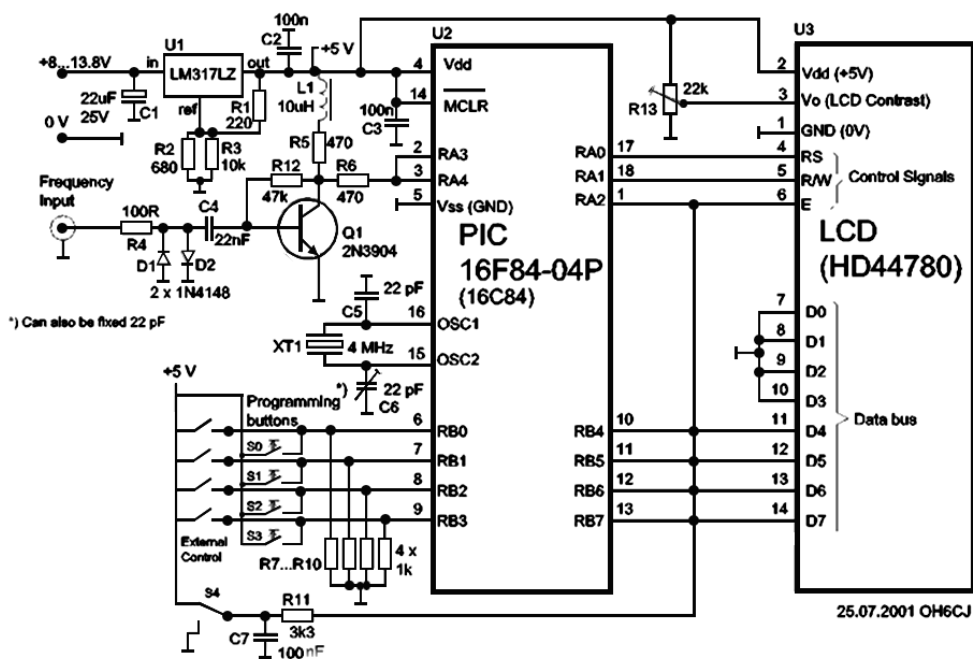 +8...13.8V
in
U1
LM317LZ
out
ref
100n
C2
+5 V
22uF
25V
C1
0 V
R1
220
R2
680
R3
10k
L1
10uH
100n
C3
R5
470
R12
47k
R6
470
Frequency
Input
100R
R4
C4
22nF
D1
D2
2 x 1N4148
Q1
2N3904
*) Can also be fixed 22 pF
22 pF
C5
XT1
4 MHz
*)
22 pF
C6
+5 V
Programming
buttons
S0
S1
S2
S3
External
Control
R7...R10
4 x
1k
S4
R11
3k3
C7
100nF
U2
4
Vdd
14
MCLR
2
RA3
3
RA4
5
Vss (GND)
PIC
16F84-04P
(16C84)
16
OSC1
15
OSC2
6
RB0
7
RB1
8
RB2
9
RB3
RA0
17
RA1
18
RA2
1
RB4
10
RB5
11
RB6
12
RB7
13
22k
R13
U3
2
Vdd (+5V)
3
Vo (LCD Contrast)
1
GND (0V)
4
RS
5
R/W
6
E
Control Signals
LCD
(HD44780)
7
D0
8
D1
9
D2
10
D3
11
D4
12
D5
13
D6
14
D7
Data bus
25.07.2001 OH6CJ